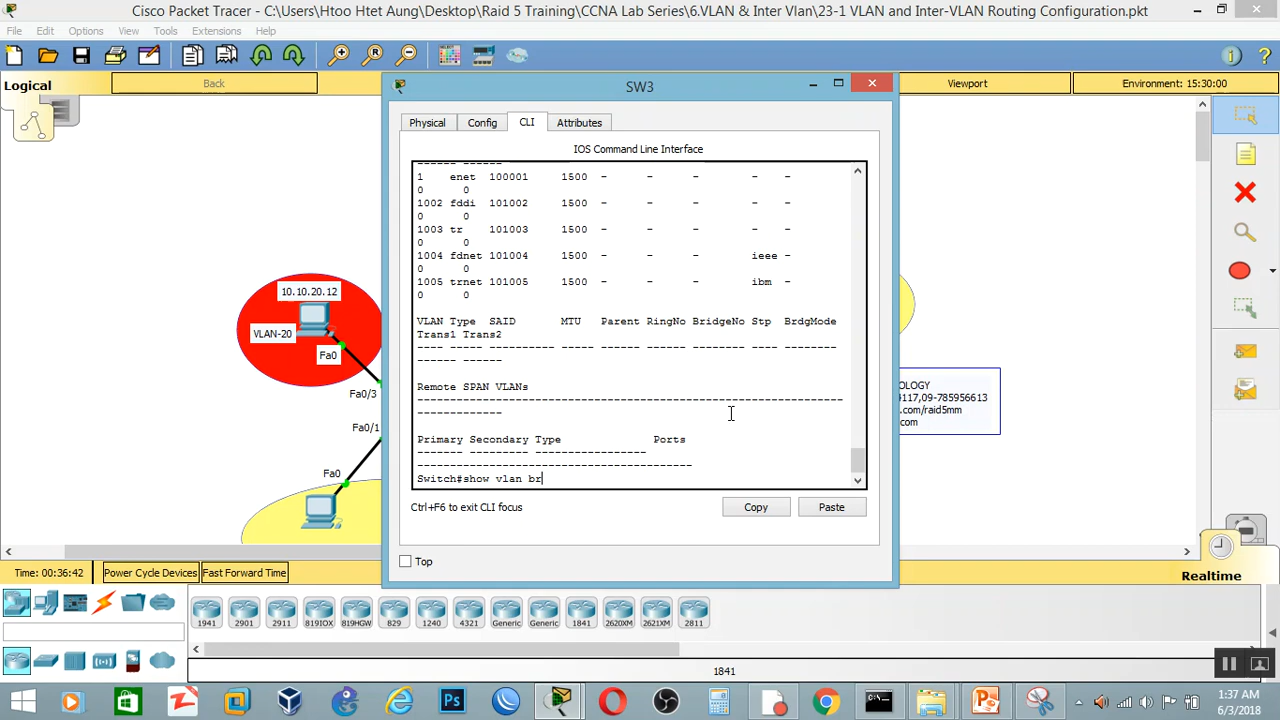 Cisco Packet Tracer - C:\Users\Htoo Htet Aung\Desktop\Raid 5 Training\CCNA Lab Series\6.VLAN & Inter Vlan\23-1 VLAN and Inter-VLAN Routing Configuration.pkt
File Edit Options View Tools Extensions Help
Logical
Back
Viewport
Environment: 15:30:00
SW3
Physical Config CLI Attributes
IOS Command Line Interface
------ ------
1 enet 100001 1500 - - - - -
0 0
1002 fddi 101002 1500 - - - - -
0 0
1003 tr 101003 1500 - - - - -
0 0
1004 fdnet 101004 1500 - - - ieee -
0 0
1005 trnet 101005 1500 - - - ibm -
0 0
VLAN Type SAID MTU Parent RingNo BridgeNo Stp BrdgMode
Trans1 Trans2
---- ----- ---------- ----- ------ ------ -------- ---- --------
------ ------
Remote SPAN VLANs
-----------------------------------------------------------------
-------------
Primary Secondary Type Ports
------- --------- -----------------
------------------------------------------
Switch#show vlan br
Ctrl+F6 to exit CLI focus
Copy
Paste
Top
10.10.20.12
VLAN-20
Fa0
Fa0/3
Fa0/1
Fa0
OLOGY
4117,09-785956613
.com/raid5mm
com
Time: 00:36:42
Power Cycle Devices
Fast Forward Time
Realtime
1941 2901 2911 819IOX 819HGW 829 1240 4321 Generic Generic 1841 2620XM 2621XM 2811
1841
1:37 AM
6/3/2018